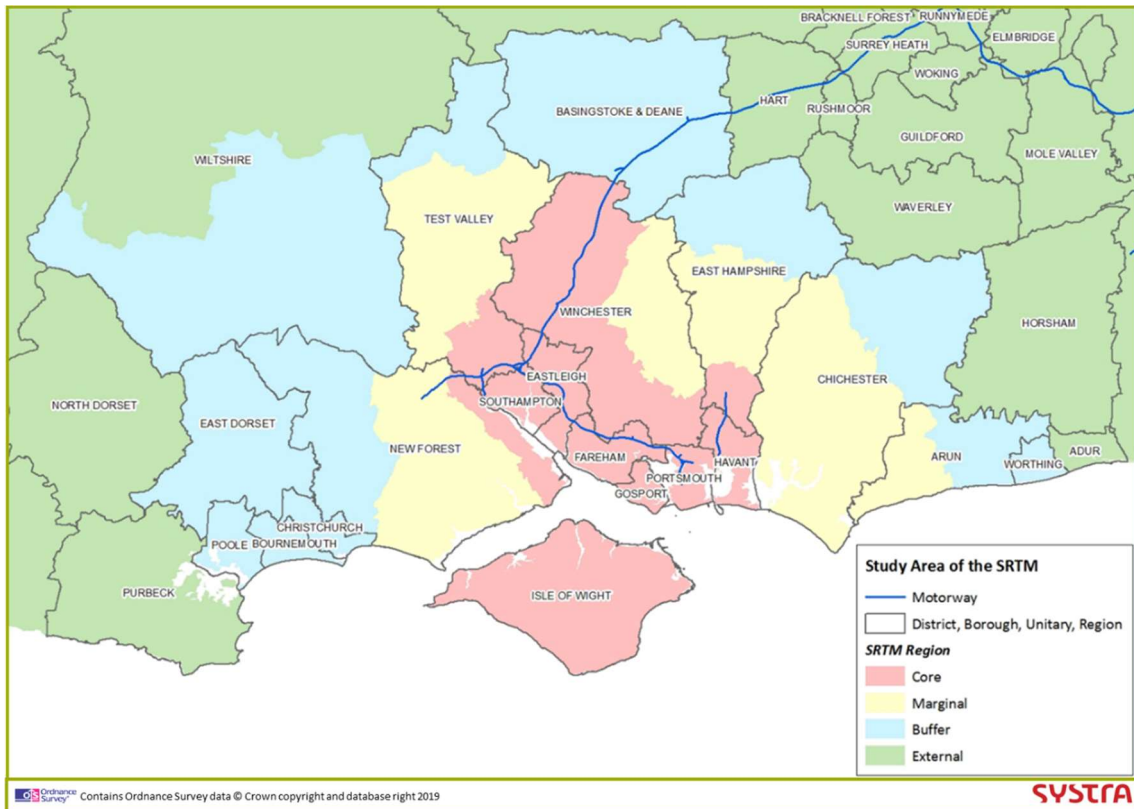 BRACKNELL FOREST
RUNNYMEDE
ELMBRIDGE
SURREY HEATH
WOKING
HART
RUSHMOOR
BASINGSTOKE & DEANE
GUILDFORD
MOLE VALLEY
WILTSHIRE
WAVERLEY
TEST VALLEY
EAST HAMPSHIRE
WINCHESTER
HORSHAM
EASTLEIGH
CHICHESTER
SOUTHAMPTON
NORTH DORSET
EAST DORSET
NEW FOREST
FAREHAM
HAVANT
ARUN
ADUR
WORTHING
PORTSMOUTH
GOSPORT
CHRISTCHURCH
POOLE
BOURNEMOUTH
PURBECK
ISLE OF WIGHT
Study Area of the SRTM
Motorway
District, Borough, Unitary, Region
SRTM Region
Core
Marginal
Buffer
External
OS
Ordnance
Survey
Contains Ordnance Survey data © Crown copyright and database right 2019
SYSTRA